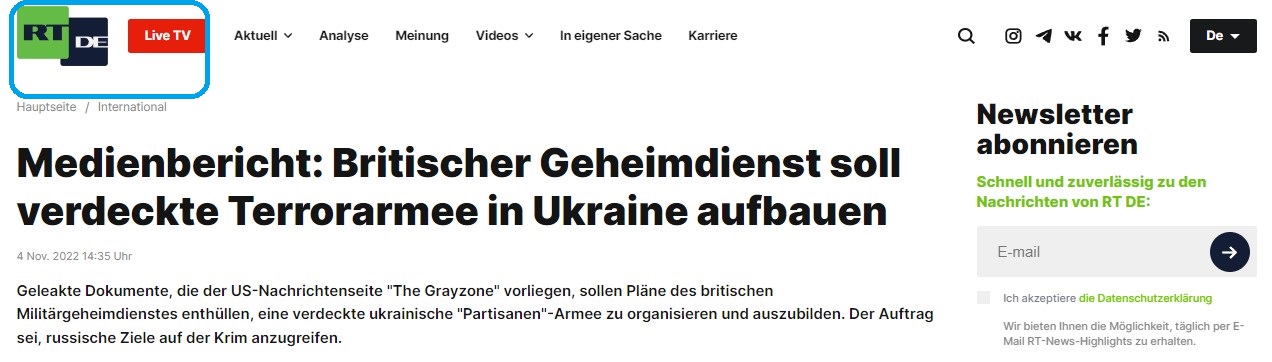 RT DE
Live TV
Aktuell
Analyse
Meinung
Videos
In eigener Sache
Karriere
De
Hauptseite / International
Medienbericht: Britischer Geheimdienst soll
verdeckte Terrorarmee in Ukraine aufbauen
4 Nov. 2022 14:35 Uhr
Geleakte Dokumente, die der US-Nachrichtenseite "The Grayzone" vorliegen, sollen Pläne des britischen
Militärgeheimdienstes enthüllen, eine verdeckte ukrainische "Partisanen"-Armee zu organisieren und auszubilden. Der Auftrag
sei, russische Ziele auf der Krim anzugreifen.
Newsletter
abonnieren
Schnell und zuverlässig zu den
Nachrichten von RT DE:
E-mail
Ich akzeptiere die Datenschutzerklärung
Wir bieten Ihnen die Möglichkeit, täglich per E-
Mail RT-News-Highlights zu erhalten.